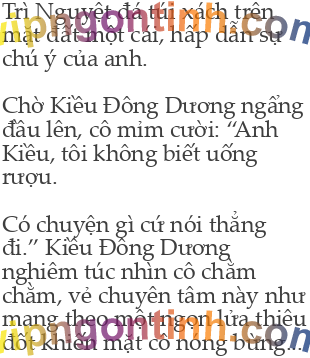 Trì Nguyệt đá túi xách trên
mặt đất một cái, hấp dẫn sự
chú ý của anh.
Chờ Kiều Đông Dương ngẩng
đầu lên, cô mỉm cười: “Anh
Kiều, tôi không biết uống
rượu.
Có chuyện gì cứ nói thẳng
đi.” Kiều Đông Dương
nghiêm túc nhìn cô chằm
chằm, vẻ chuyên tâm này như
mang theo một ngọn lửa thiêu
đốt khiến mặt cô nóng bừng...
vipngontinh.com
vipngontinh.com